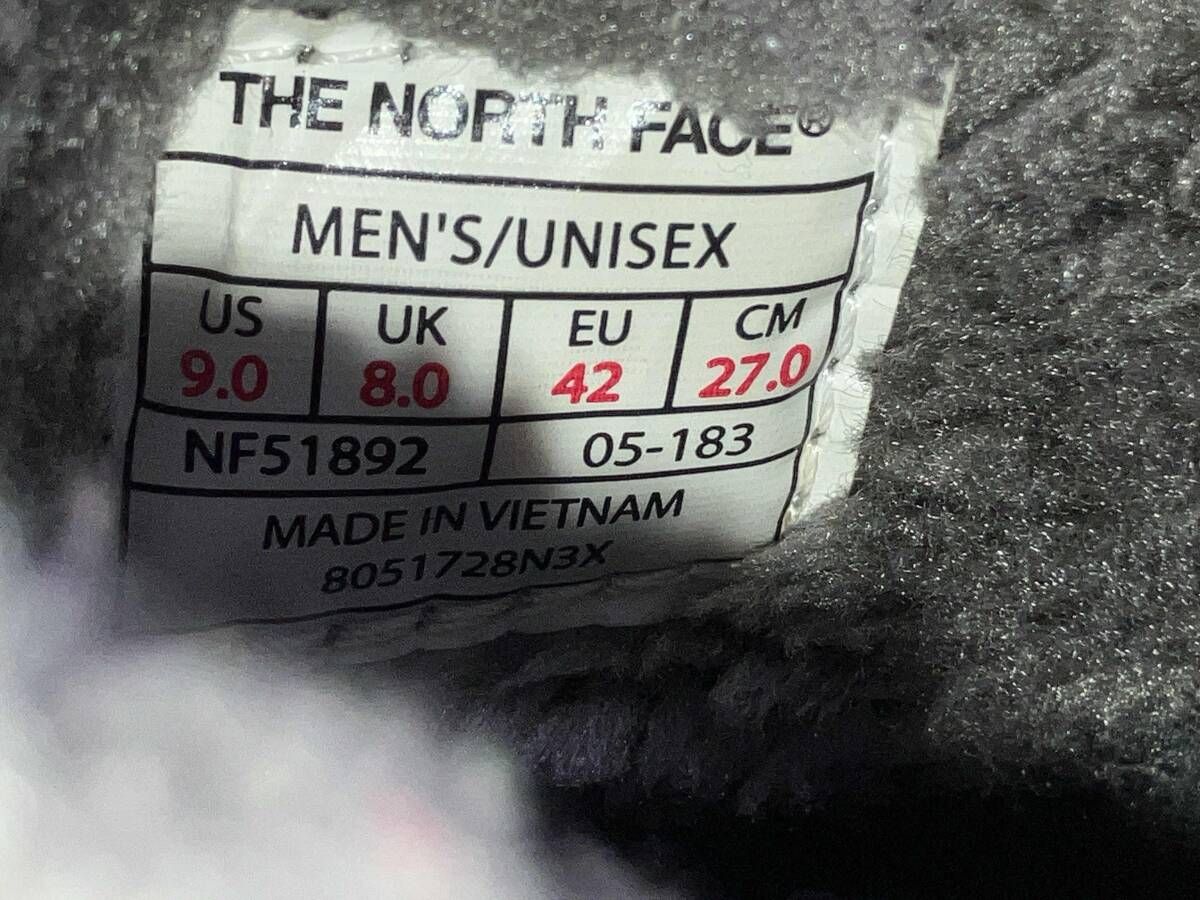 THE NORTH FACE®
MEN'S/UNISEX
US UK EU CM
9.0 8.0 42 27.0
NF51892 05-183
MADE IN VIETNAM
8051728N3X